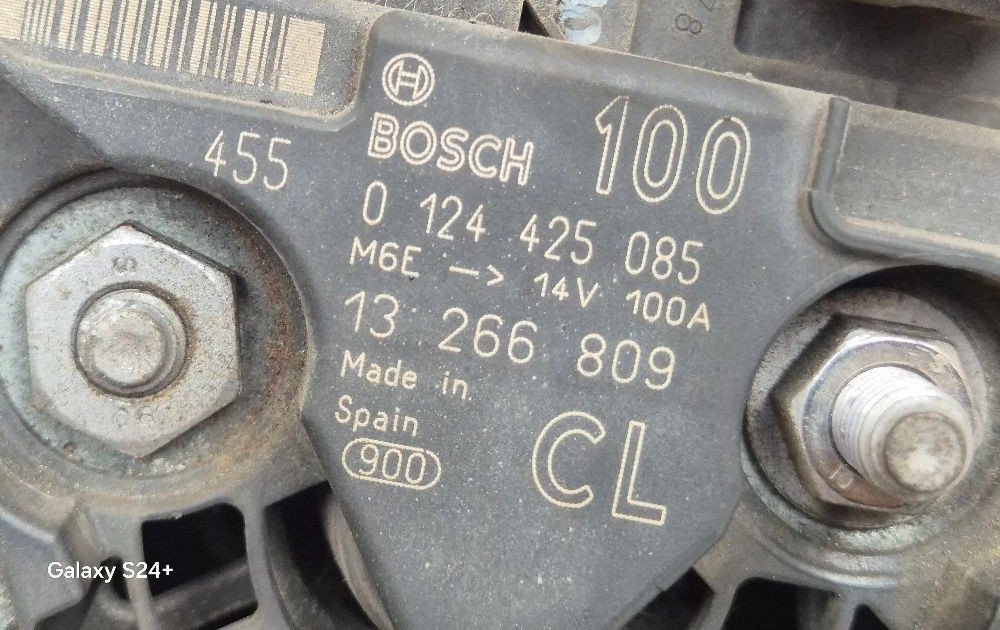 BOSCH
100
455
0 124 425 085
M6E —> 14V 100A
13 266 809
Made in
Spain
900
CL
Galaxy S24+